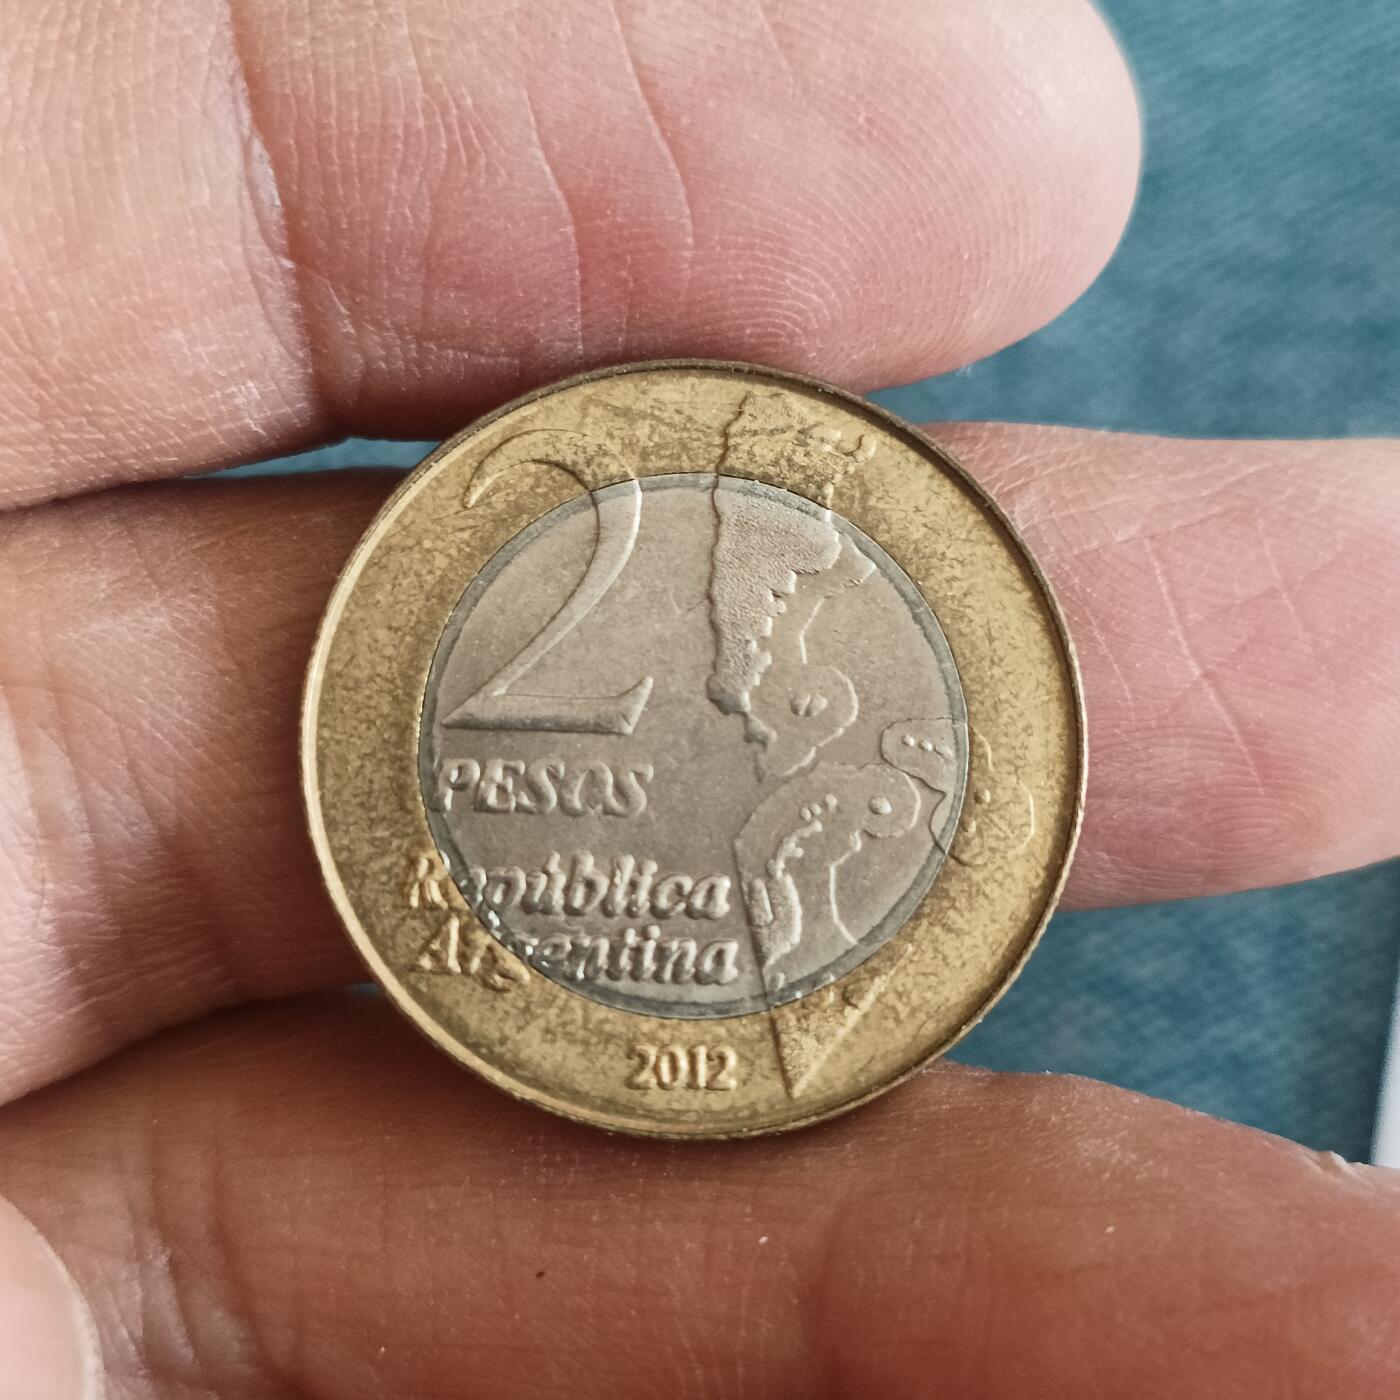 2
PESOS
República
Argentina
2012